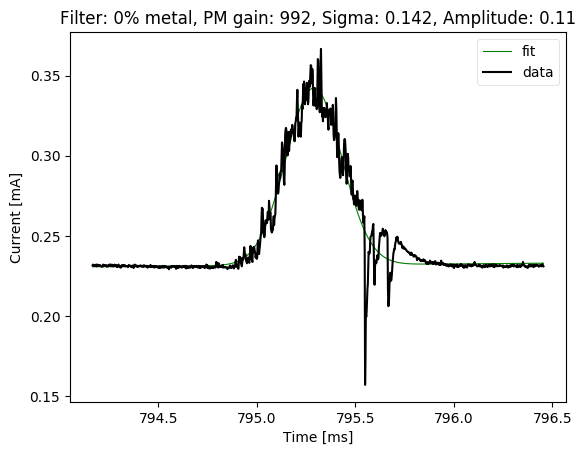 Filter: 0% metal, PM gain: 992, Sigma: 0.142, Amplitude: 0.11
fit
data
0.35
0.30
0.25
0.20
0.15
Current [mA]
794.5
795.0
795.5
796.0
796.5
Time [ms]